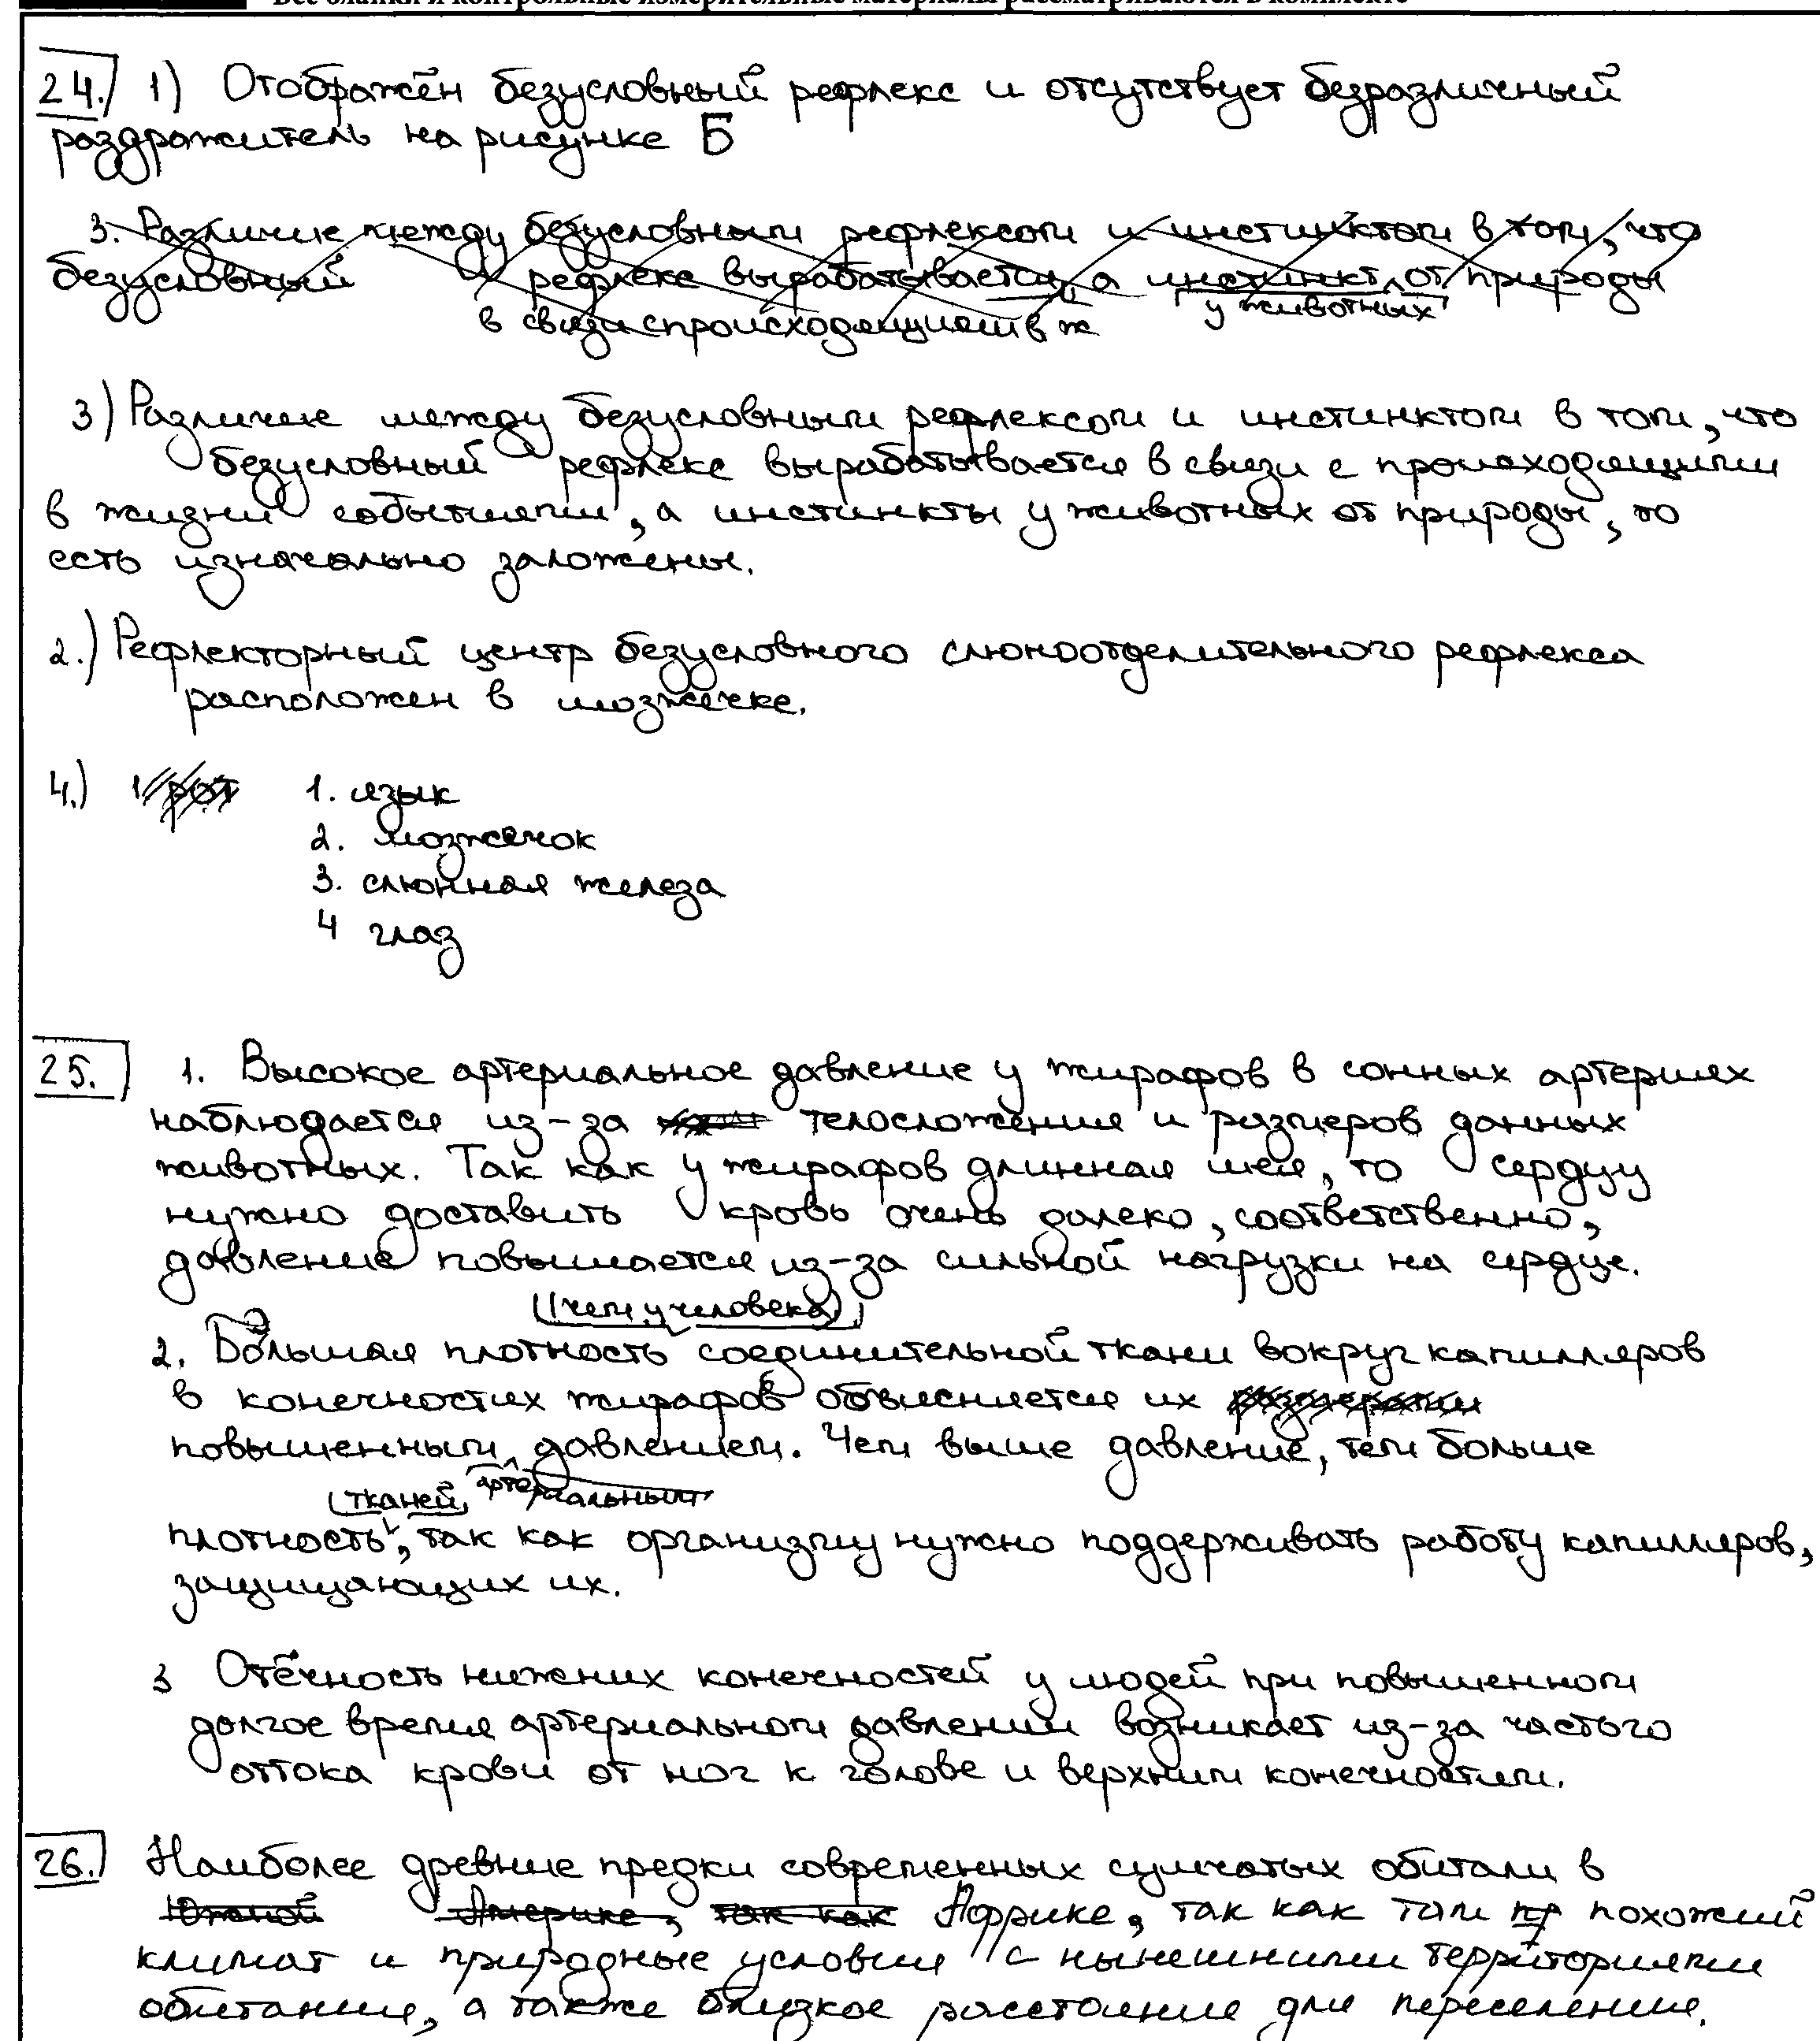 Все бланки и контрольные измерительные материалы рассматриваются в комплекте
24. 1) Отображён безусловный рефлекс и отсутствует безразличный
раздражитель на рисунке Б
3. Различие между безусловным рефлексом и инстинктом в том, что
безусловный рефлекс вырабатывается, а инстинкт от природы
в связи с происходящими в ж у животных
3) Различие между безусловным рефлексом и инстинктом в том, что
безусловный рефлекс вырабатывается в связи с происходящими
в жизни событиями, а инстинкты у животных от природы, то
есть изначально заложены.
2.) Рефлекторный центр безусловного слюноотделительного рефлекса
расположен в мозжечке.
4.) 1. рот 1. язык
2. мозжечок
3. слюнная железа
4 глаз
25. 1. Высокое артериальное давление у жирафов в сонных артериях
наблюдается из-за телосложения и размеров данных
животных. Так как у жирафов длинная шея, то сердцу
нужно доставить кровь очень далеко, соответственно,
давление повышается из-за сильной нагрузки на сердце.
(чем у человека)
2. Большая плотность соединительной ткани вокруг капилляров
в конечностях жирафов объясняется их размерами
повышенным давлением. Чем выше давление, тем больше
(тканей, артериальным
плотность, так как организму нужно поддерживать работу капилляров,
защищающих их.
3 Отёчность нижних конечностей у людей при повышенном
долгое время артериальном давлении возникает из-за частого
оттока крови от ног к голове и верхним конечностям.
26. Наиболее древние предки современных сумчатых обитали в
Южной Америке, так как Африке, так как там пр похожий
климат и природные условия с нынешними территориями
обитания, а также близкое расстояние для переселения.